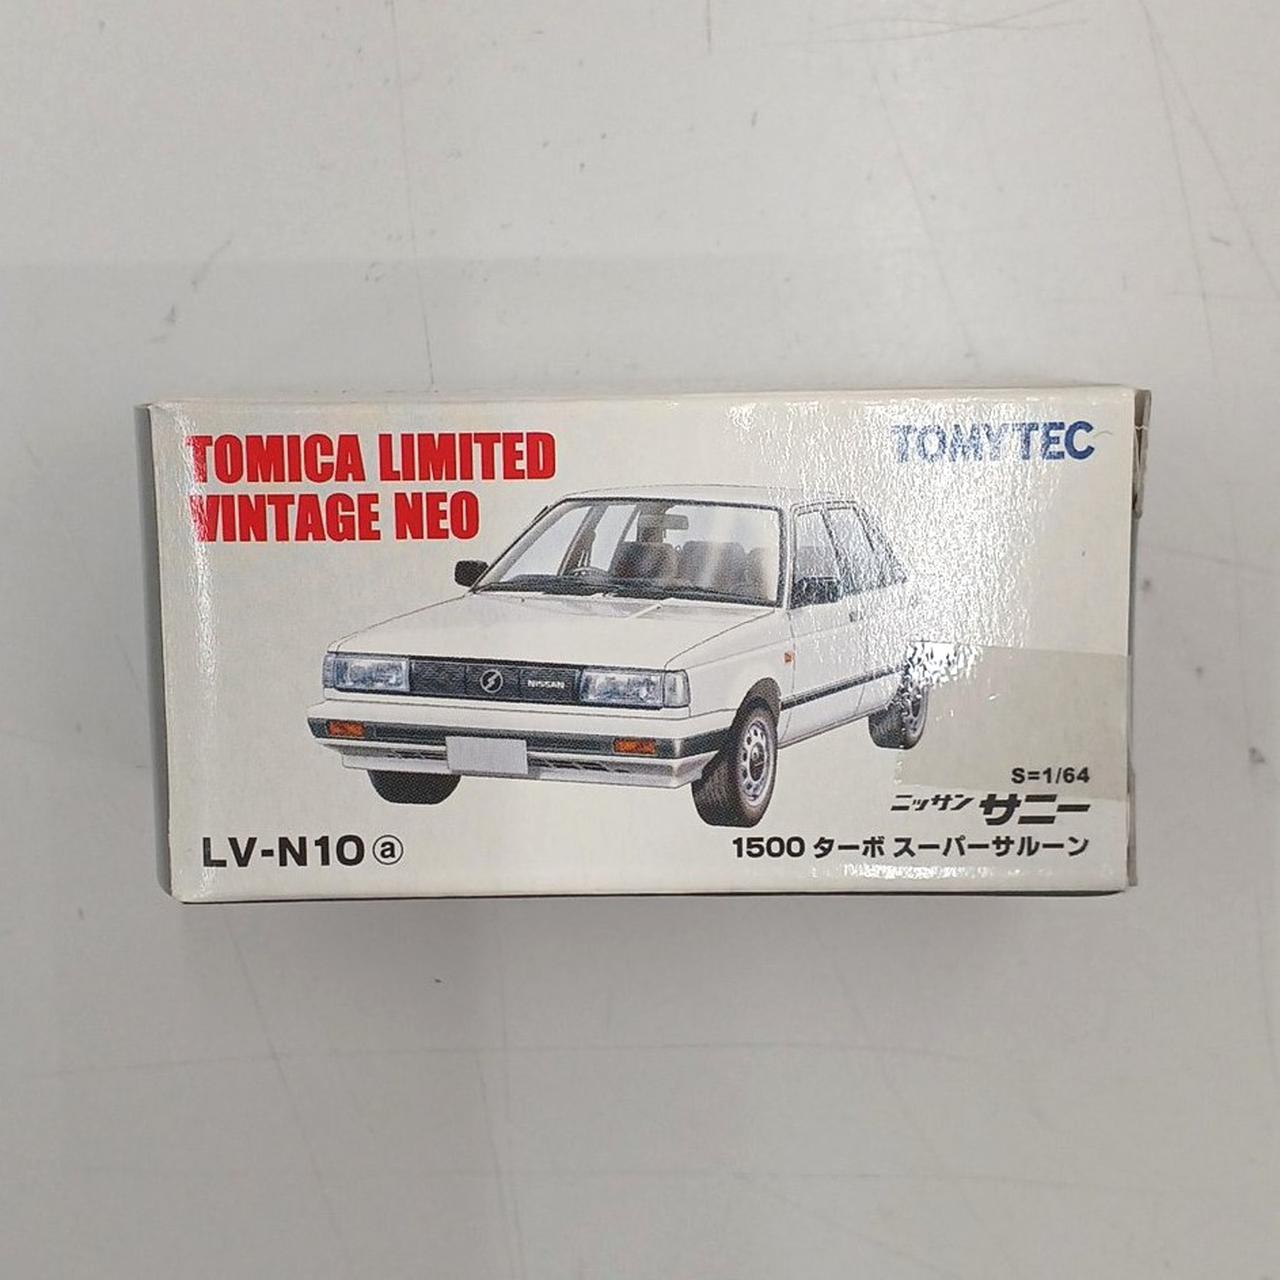 TOMICA LIMITED
VINTAGE NEO
TOMYTEC
NISSAN
S=1/64
ニッサン サニー
LV-N10 ⓐ
1500 ターボ スーパーサルーン